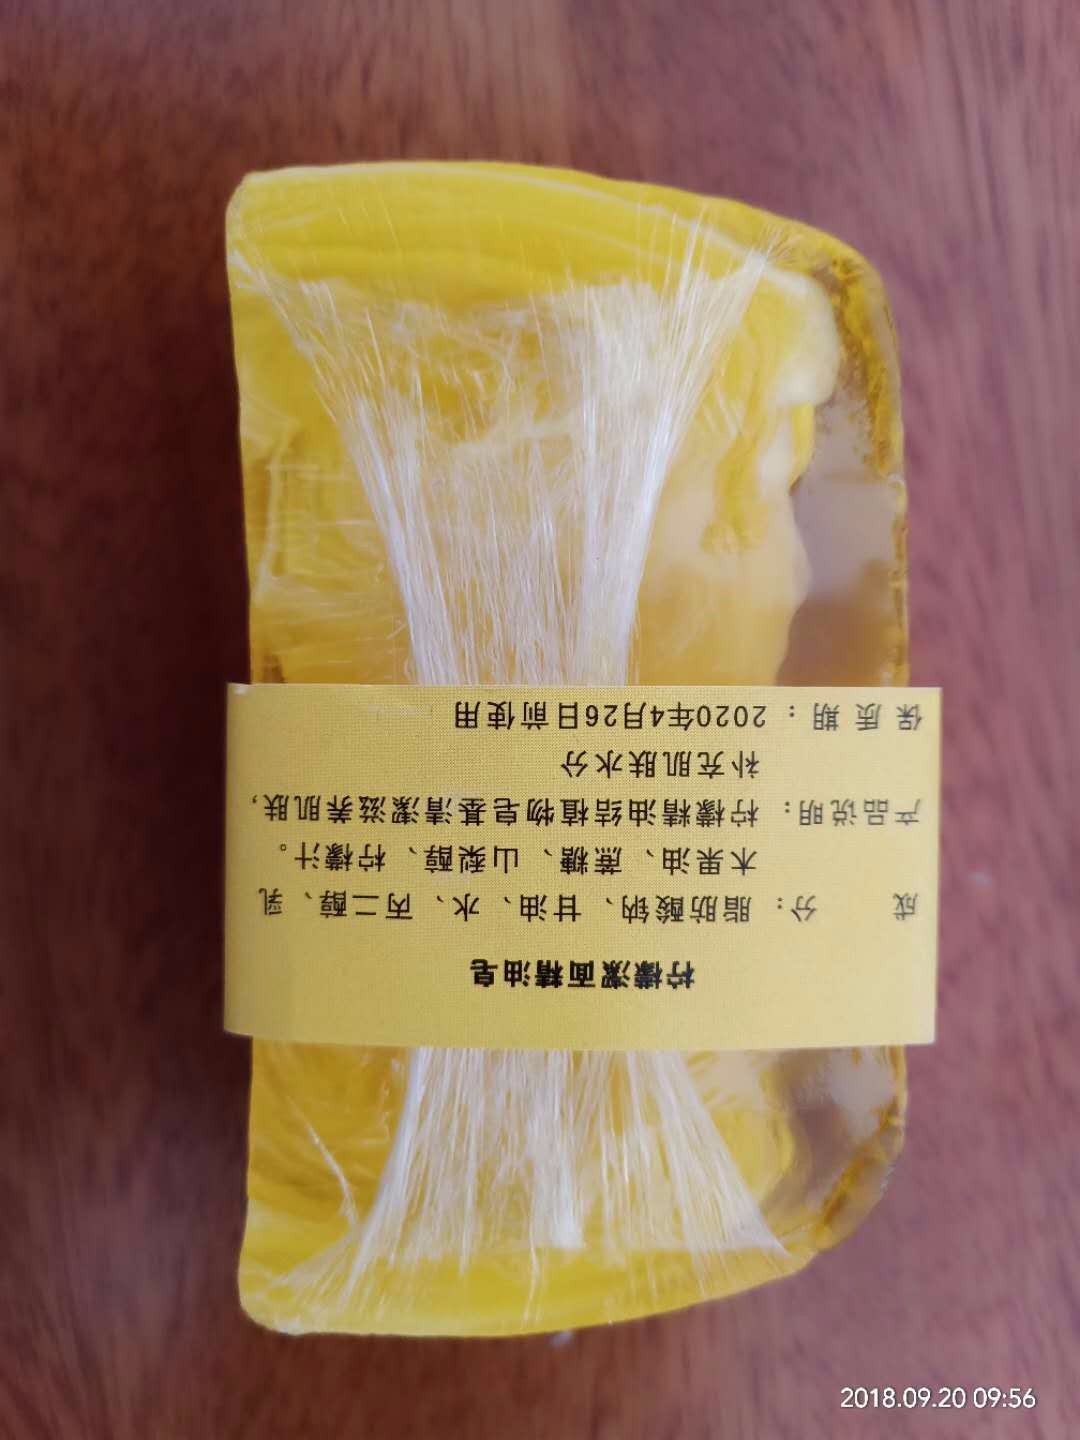 柠檬潔面精油皂
成 分：脂肪酸钠、甘油、水、丙二醇、乳
木果油、蔗糖、山梨醇、柠檬汁。
产品说明：柠檬精油结植物皂基清潔滋养肌肤，
补充肌肤水分
保质期：2020年4月26日前使用
2018.09.20 09:56